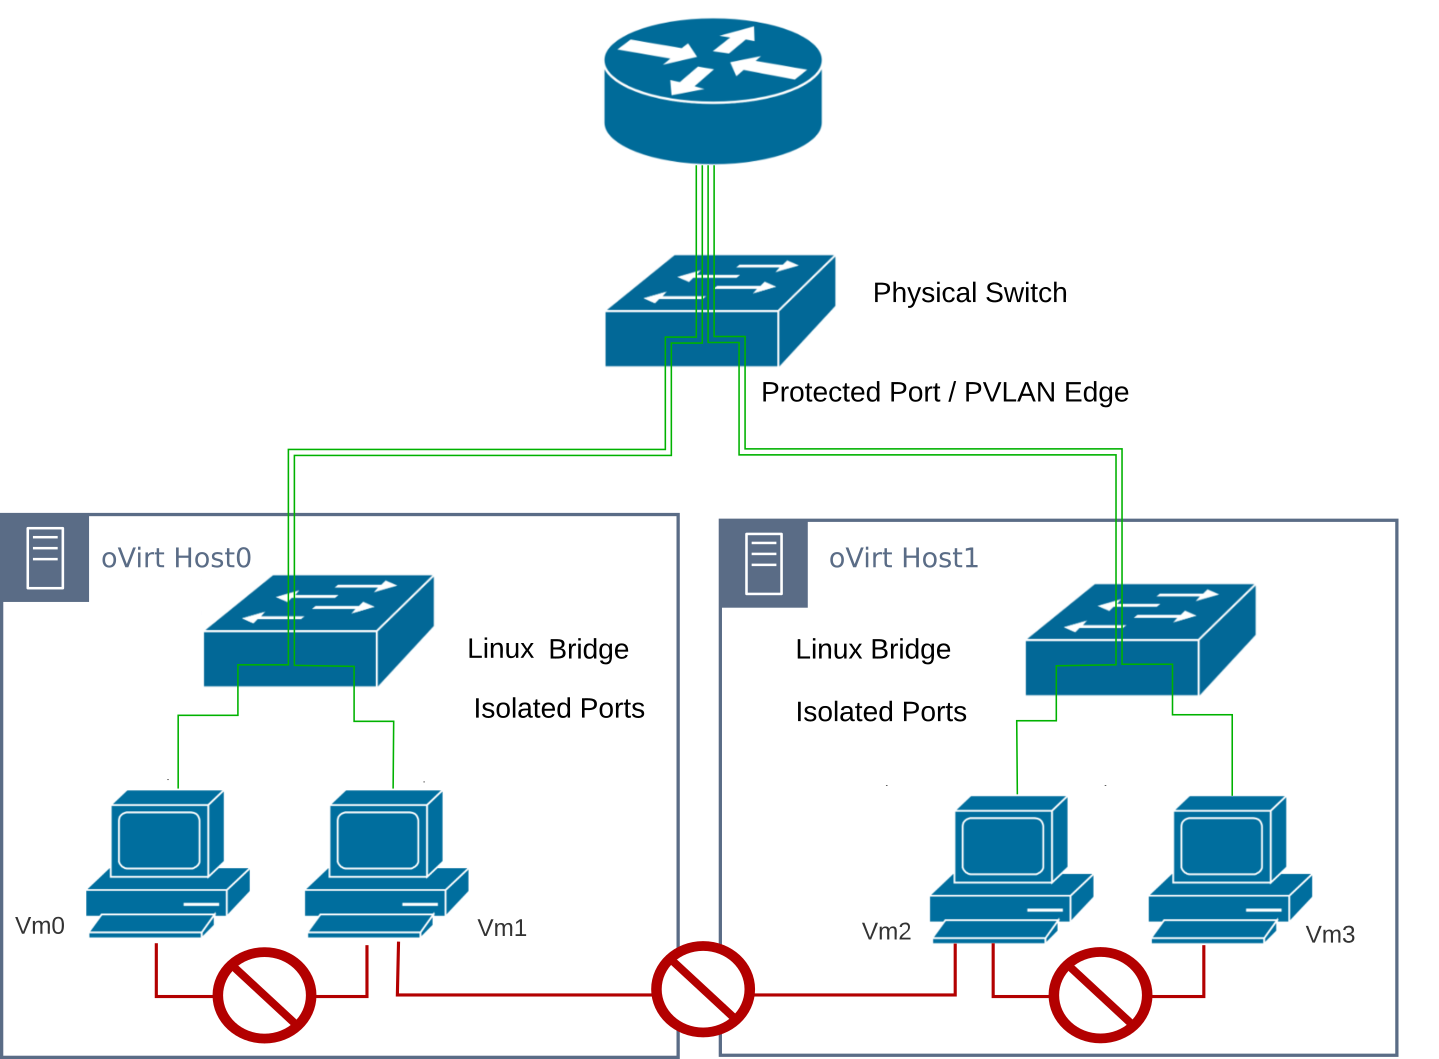 Physical Switch
Protected Port / PVLAN Edge
oVirt Host0
oVirt Host1
Linux Bridge
Isolated Ports
Linux Bridge
Isolated Ports
Vm0
Vm1
Vm2
Vm3